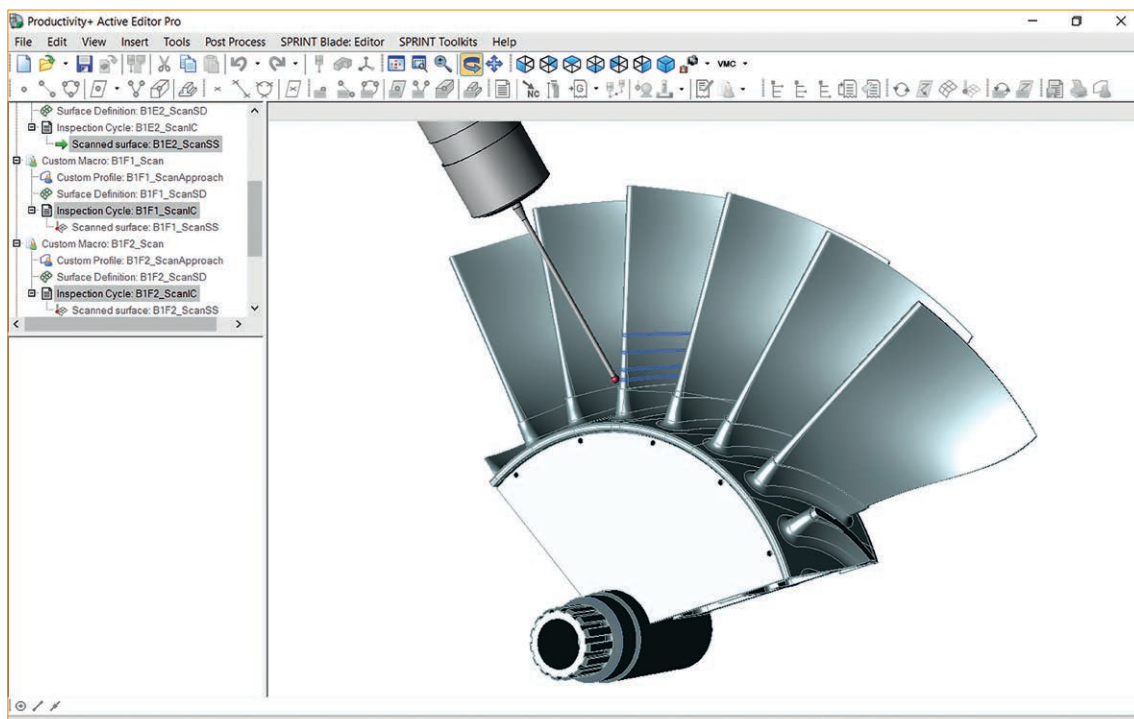 Productivity+ Active Editor Pro
File Edit View Insert Tools Post Process SPRINT Blade: Editor SPRINT Toolkits Help
VMC
NC
G
Surface Definition: B1E2_ScanSD
Inspection Cycle: B1E2_ScanIC
Scanned surface: B1E2_ScanSS
Custom Macro: B1F1_Scan
Custom Profile: B1F1_ScanApproach
Surface Definition: B1F1_ScanSD
Inspection Cycle: B1F1_ScanIC
Scanned surface: B1F1_ScanSS
Custom Macro: B1F2_Scan
Custom Profile: B1F2_ScanApproach
Surface Definition: B1F2_ScanSD
Inspection Cycle: B1F2_ScanIC
Scanned surface: B1F2_ScanSS